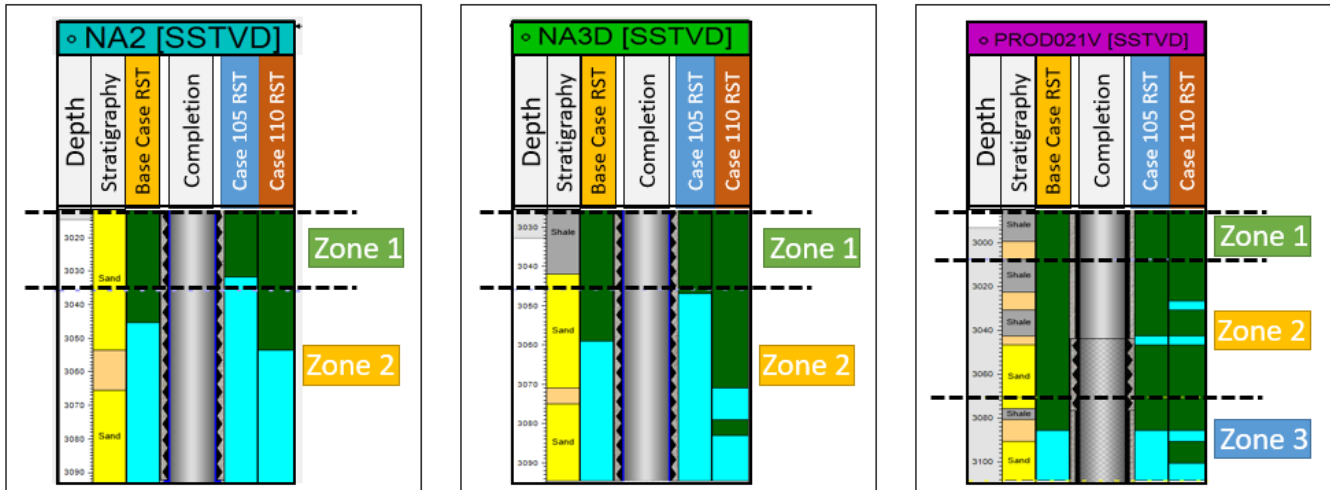 NA2 [SSTVD]
Depth
Stratigraphy
Base Case RST
Completion
Case 105 RST
Case 110 RST
3020
3030
3040
3050
3060
3070
3080
3090
Sand
Sand
Zone 1
Zone 2
NA3D [SSTVD]
Depth
Stratigraphy
Base Case RST
Completion
Case 105 RST
Case 110 RST
3030
3040
3050
3060
3070
3080
3090
Shale
Sand
Sand
Zone 1
Zone 2
PROD021V [SSTVD]
Depth
Stratigraphy
Base Case RST
Completion
Case 105 RST
Case 110 RST
3000
3020
3040
3060
3080
3100
Shale
Shale
Shale
Sand
Shale
Sand
Zone 1
Zone 2
Zone 3